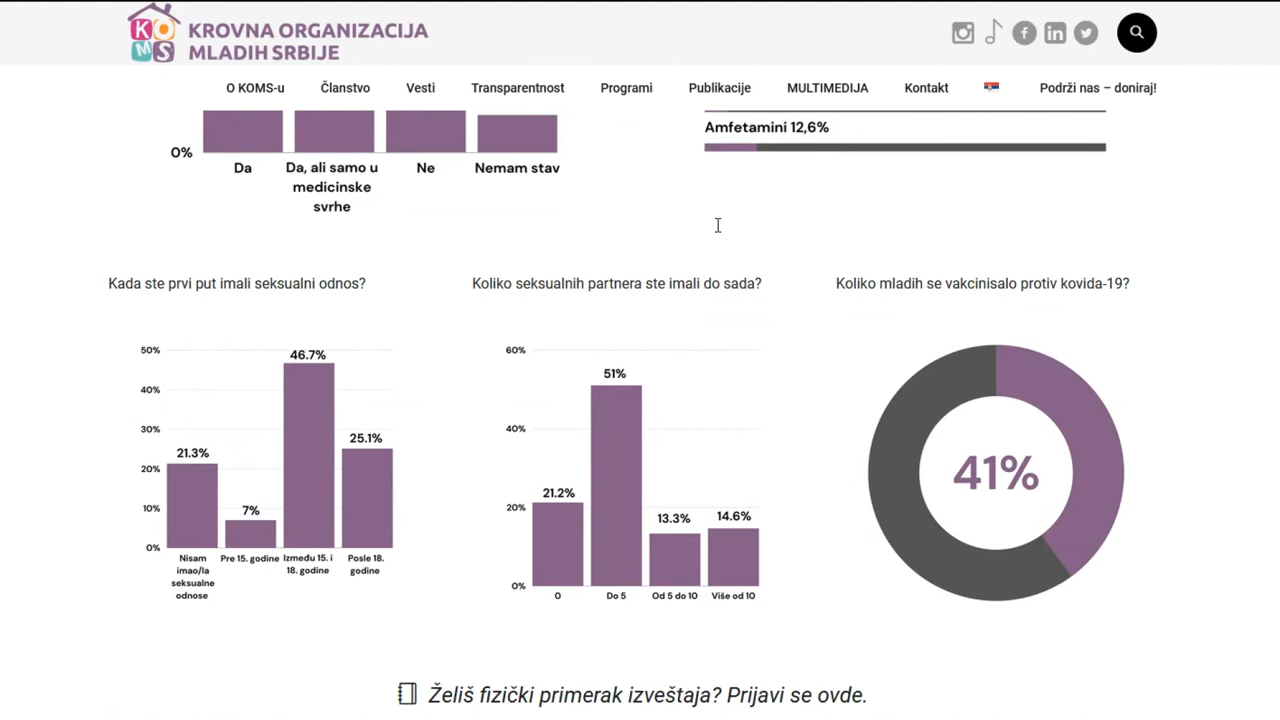 KOMS
KROVNA ORGANIZACIJA
MLADIH SRBIJE
O KOMS-u
Članstvo
Vesti
Transparentnost
Programi
Publikacije
MULTIMEDIJA
Kontakt
Podrži nas – doniraj!
0%
Da
Da, ali samo u
medicinske
svrhe
Ne
Nemam stav
Amfetamini 12,6%
Kada ste prvi put imali seksualni odnos?
50%
40%
30%
20%
10%
0%
21.3%
7%
46.7%
25.1%
Nisam
imao/la
seksualne
odnose
Pre 15. godine
Između 15. i
18. godine
Posle 18.
godine
Koliko seksualnih partnera ste imali do sada?
60%
40%
20%
0%
21.2%
51%
13.3%
14.6%
0
Do 5
Od 5 do 10
Više od 10
Koliko mladih se vakcinisalo protiv kovida-19?
41%
Želiš fizički primerak izveštaja? Prijavi se ovde.